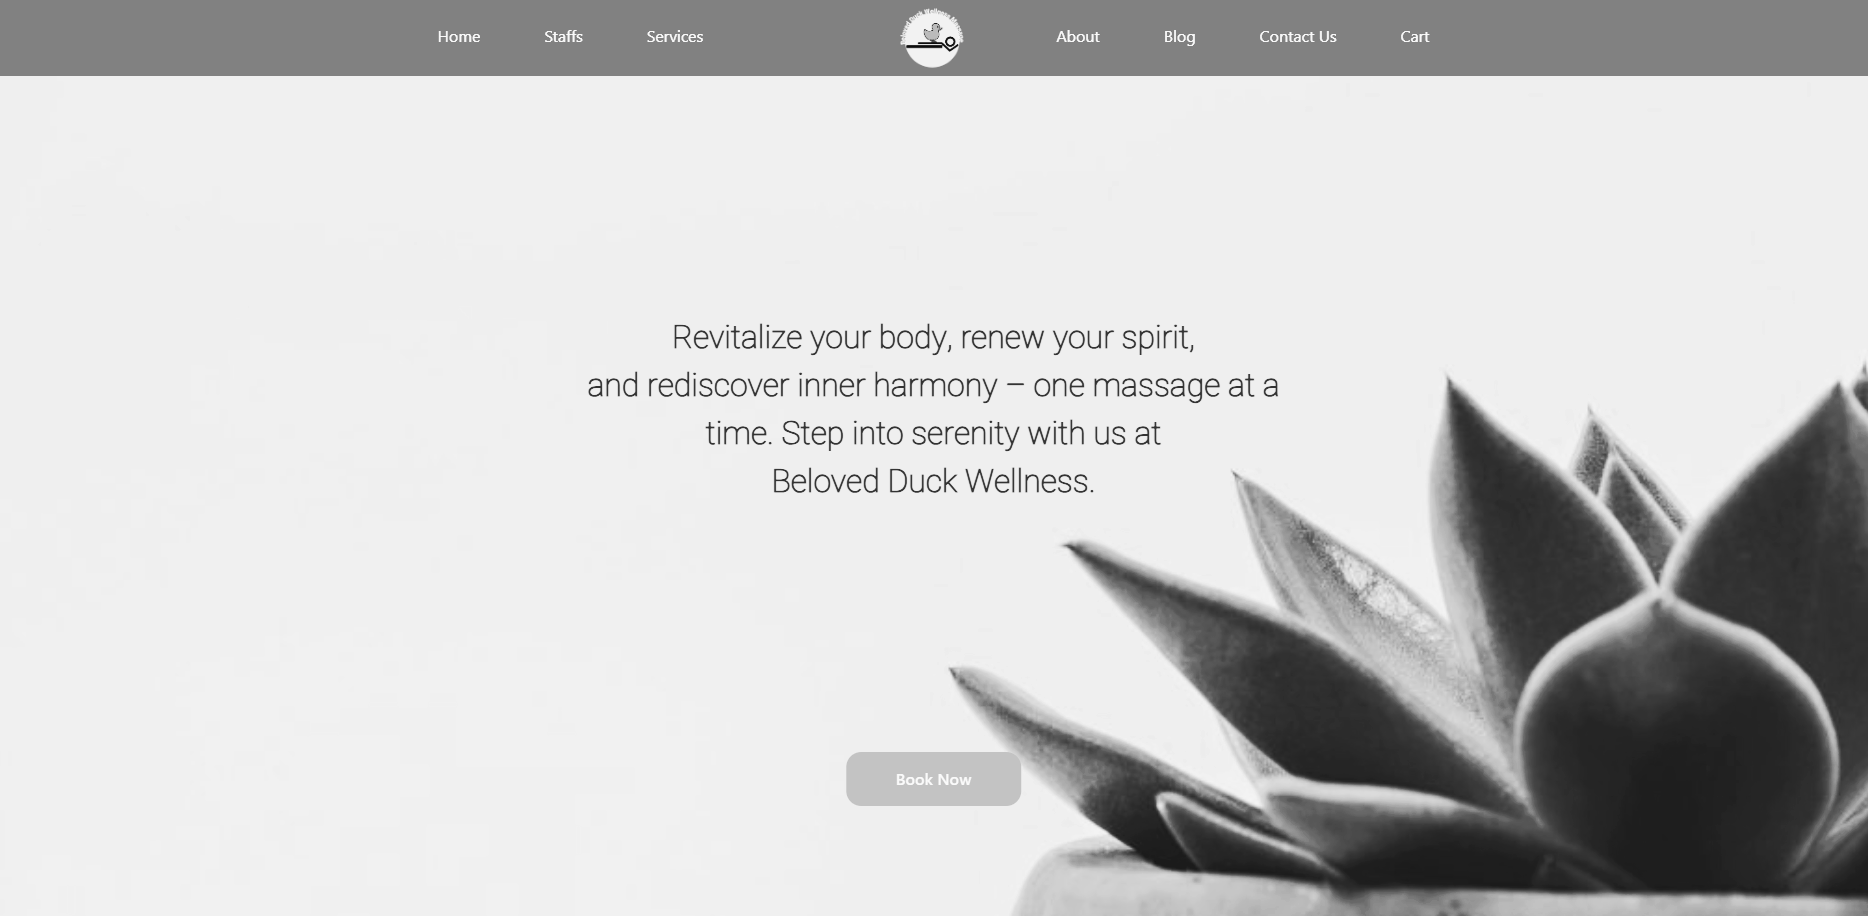 Home Staffs Services About Blog Contact Us Cart
Revitalize your body, renew your spirit,
and rediscover inner harmony – one massage at a
time. Step into serenity with us at
Beloved Duck Wellness.
Book Now